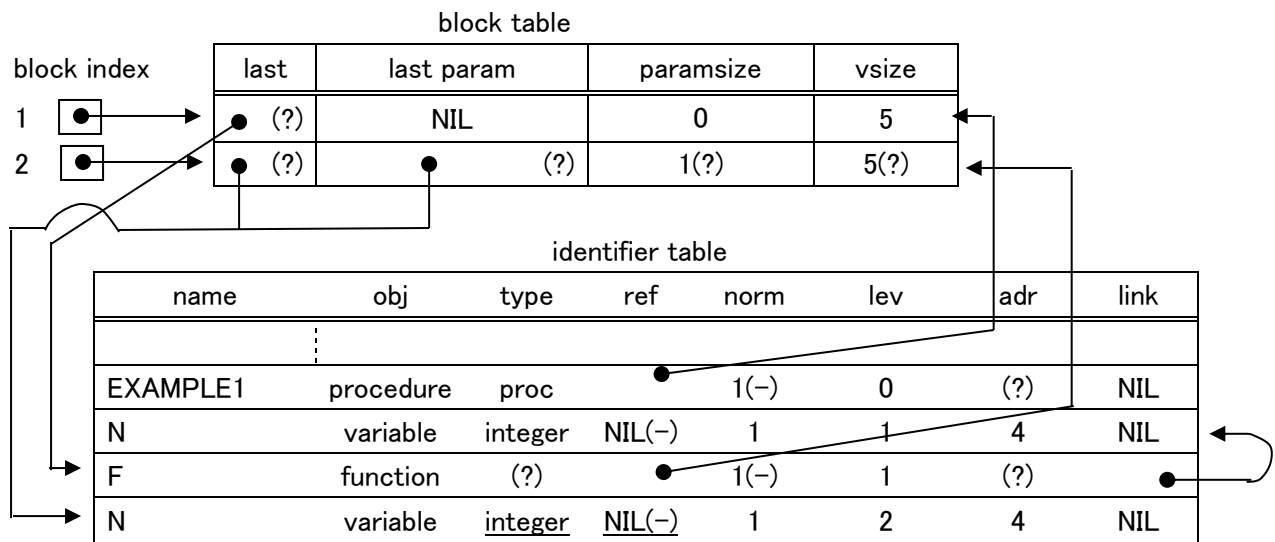 block table
block index last last param paramsize vsize
1 (?) NIL 0 5
2 (?) (?) 1(?) 5(?)
identifier table
name obj type ref norm lev adr link
EXAMPLE1 procedure proc 1(-) 0 (?) NIL
N variable integer NIL(-) 1 1 4 NIL
F function (?) 1(-) 1 (?)
N variable integer NIL(-) 1 2 4 NIL